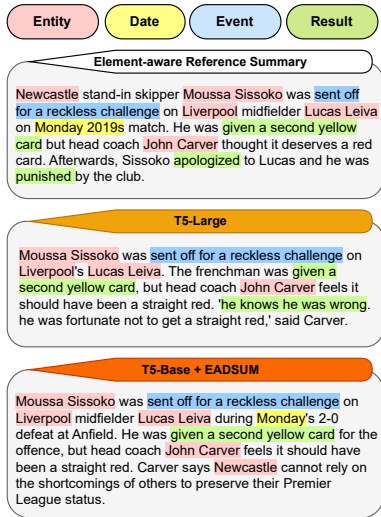 Entity Date Event Result
Element-aware Reference Summary
Newcastle stand-in skipper Moussa Sissoko was sent off
for a reckless challenge on Liverpool midfielder Lucas Leiva
on Monday 2019s match. He was given a second yellow
card but head coach John Carver thought it deserves a red
card. Afterwards, Sissoko apologized to Lucas and he was
punished by the club.
T5-Large
Moussa Sissoko was sent off for a reckless challenge on
Liverpool's Lucas Leiva. The frenchman was given a
second yellow card, but head coach John Carver feels it
should have been a straight red. 'he knows he was wrong.
he was fortunate not to get a straight red,' said Carver.
T5-Base + EADSUM
Moussa Sissoko was sent off for a reckless challenge on
Liverpool midfielder Lucas Leiva during Monday's 2-0
defeat at Anfield. He was given a second yellow card for the
offence, but head coach John Carver feels it should have
been a straight red. Carver says Newcastle cannot rely on
the shortcomings of others to preserve their Premier
League status.